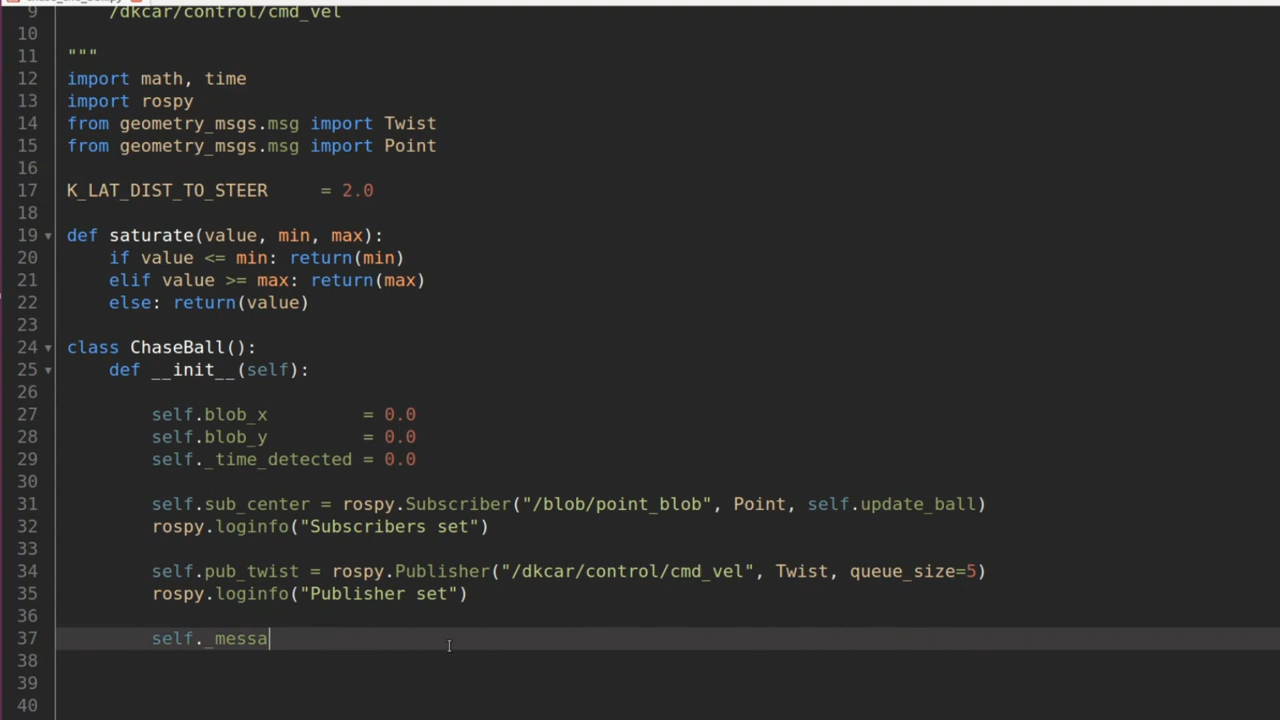 9 /dkcar/control/cmd_vel
10
11 """
12 import math, time
13 import rospy
14 from geometry_msgs.msg import Twist
15 from geometry_msgs.msg import Point
16
17 K_LAT_DIST_TO_STEER     = 2.0
18
19 def saturate(value, min, max):
20     if value <= min: return(min)
21     elif value >= max: return(max)
22     else: return(value)
23
24 class ChaseBall():
25     def __init__(self):
26
27         self.blob_x         = 0.0
28         self.blob_y         = 0.0
29         self._time_detected = 0.0
30
31         self.sub_center = rospy.Subscriber("/blob/point_blob", Point, self.update_ball)
32         rospy.loginfo("Subscribers set")
33
34         self.pub_twist = rospy.Publisher("/dkcar/control/cmd_vel", Twist, queue_size=5)
35         rospy.loginfo("Publisher set")
36
37         self._messa
38
39
40